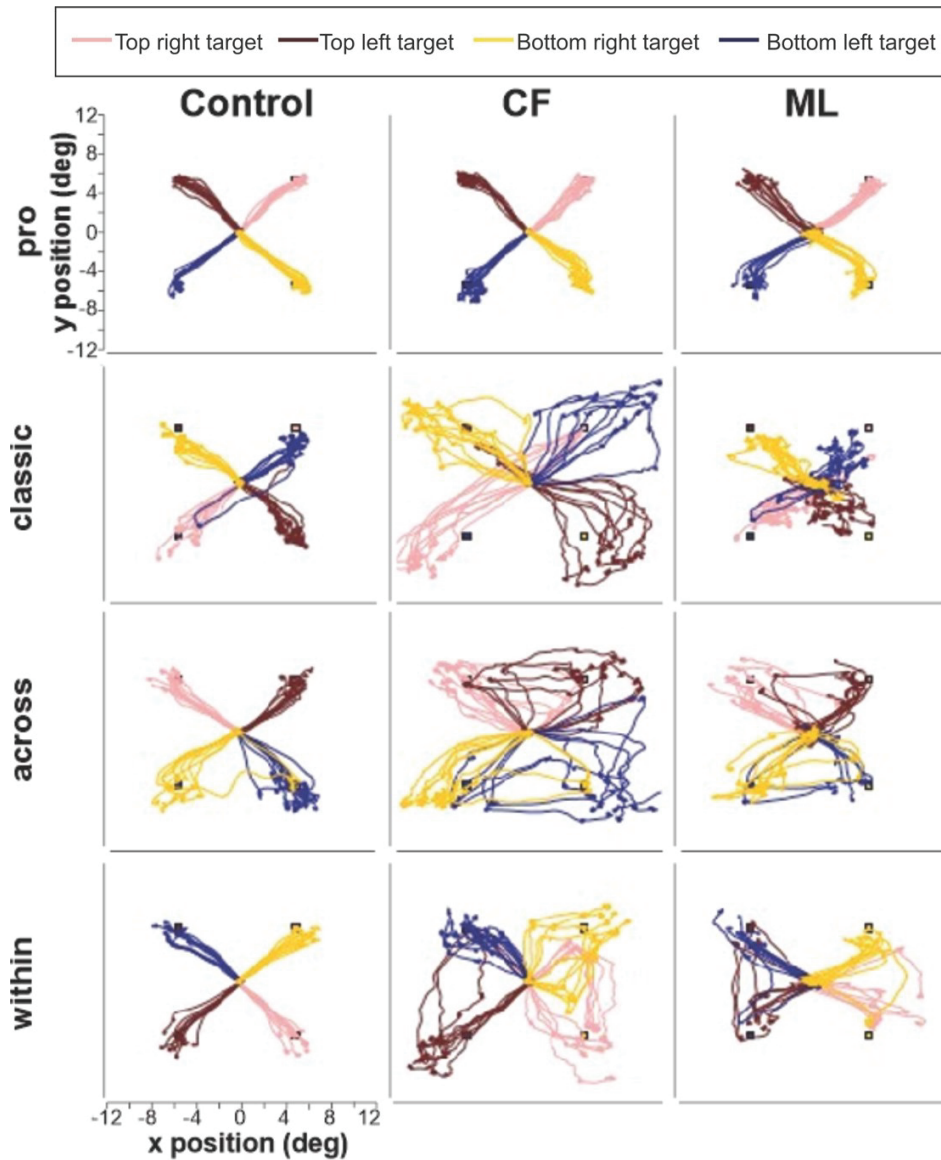 Top right target Top left target Bottom right target Bottom left target
Control CF ML
pro
y position (deg)
12
8
4
0
-4
-8
-12
classic
across
within
-12 -8 -4 0 4 8 12
x position (deg)